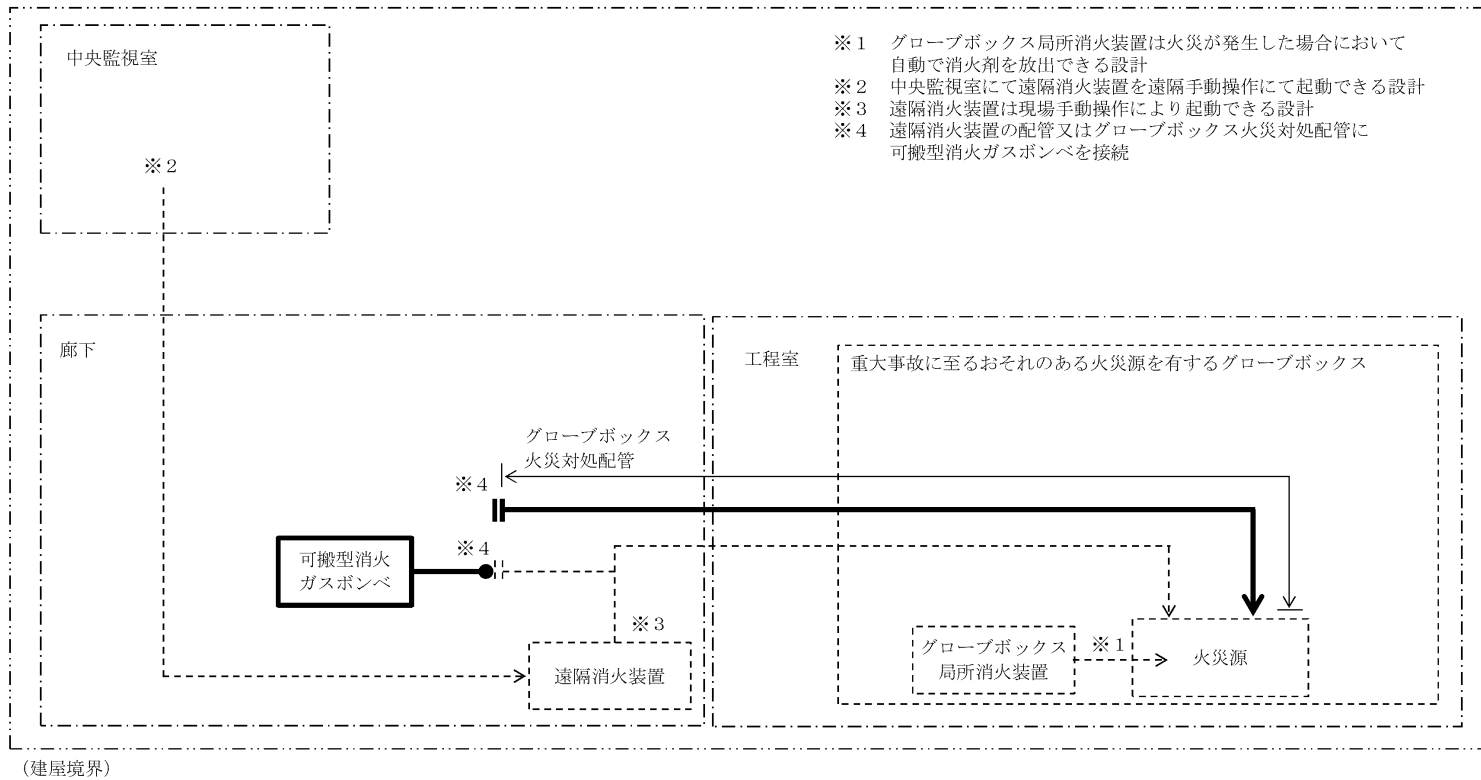 中央監視室
※２
※１　グローブボックス局所消火装置は火災が発生した場合において
自動で消火剤を放出できる設計
※２　中央監視室にて遠隔消火装置を遠隔手動操作にて起動できる設計
※３　遠隔消火装置は現場手動操作により起動できる設計
※４　遠隔消火装置の配管又はグローブボックス火災対処配管に
可搬型消火ガスボンベを接続
廊下
工程室
重大事故に至るおそれのある火災源を有するグローブボックス
グローブボックス
火災対処配管
※４
※４
可搬型消火
ガスボンベ
※３
遠隔消火装置
グローブボックス
局所消火装置
※１
火災源
（建屋境界）